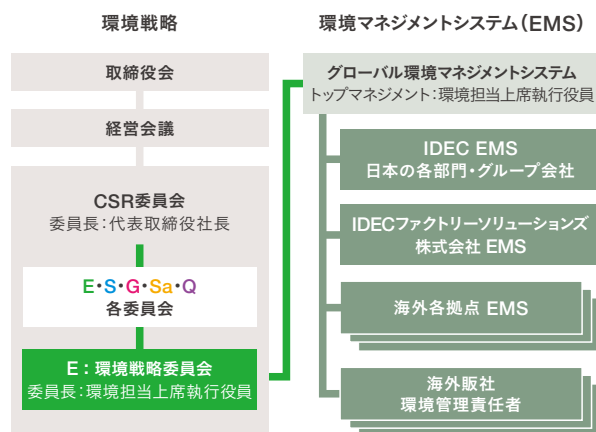 環境戦略
取締役会
経営会議
CSR委員会
委員長：代表取締役社長
E・S・G・Sa・Q
各委員会
E：環境戦略委員会
委員長：環境担当上席執行役員
環境マネジメントシステム（EMS）
グローバル環境マネジメントシステム
トップマネジメント：環境担当上席執行役員
IDEC EMS
日本の各部門・グループ会社
IDECファクトリーソリューションズ
株式会社 EMS
海外各拠点 EMS
海外販社
環境管理責任者